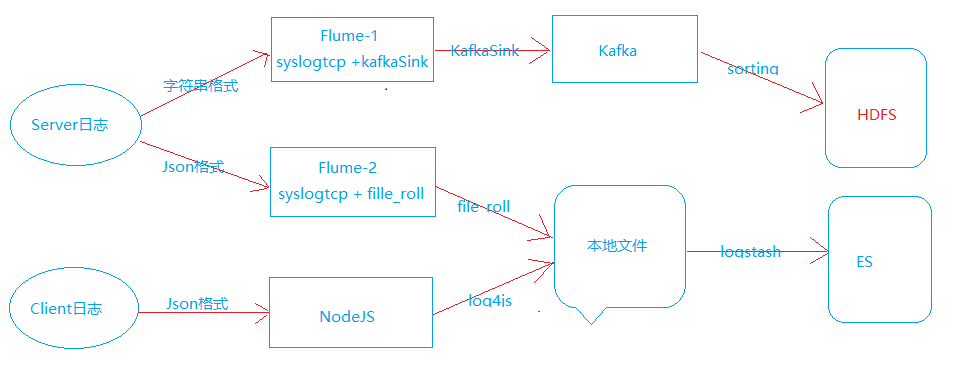 Flume-1
syslogtcp +kafkaSink
KafkaSink
Kafka
sorting
HDFS
字符串格式
Server日志
Json格式
Flume-2
syslogtcp + fille_roll
file-roll
本地文件
logstash
ES
Client日志
Json格式
NodeJS
log4js